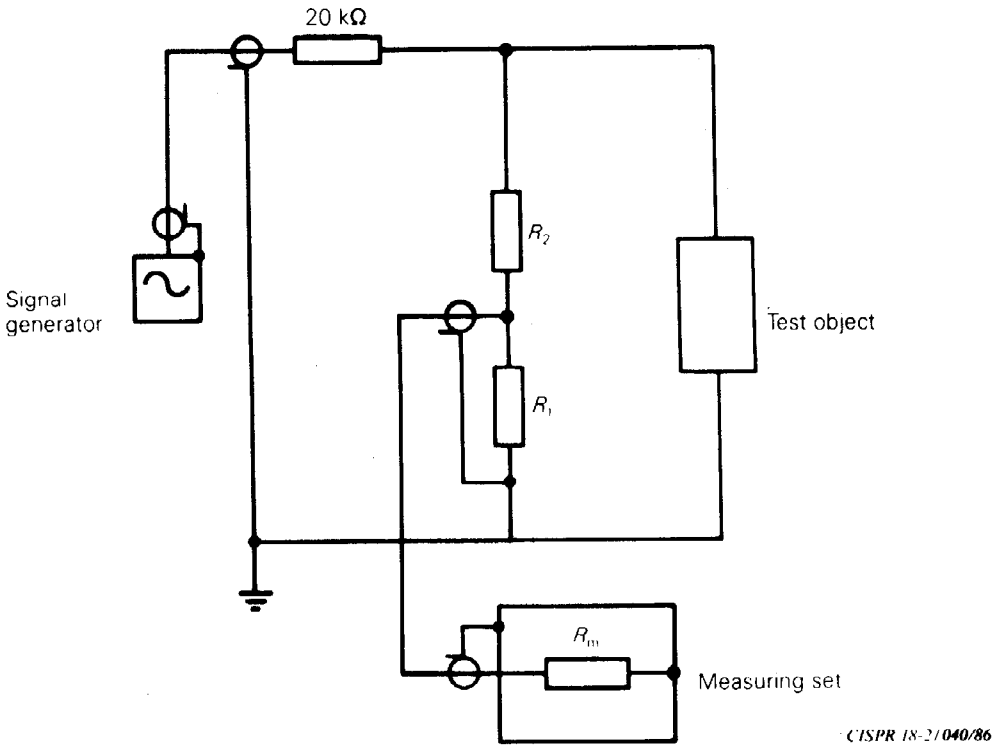 20 kΩ
R2
Signal
generator
Test object
R1
Rm
Measuring set
CISPR 18-2/040/86